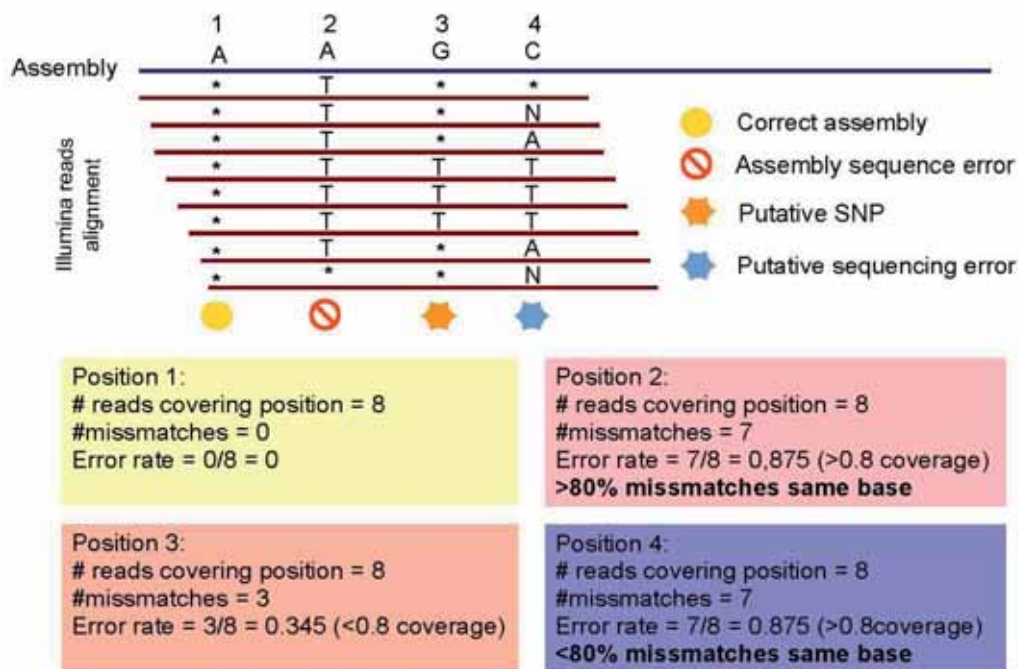 1 2 3 4
A A G C
Assembly
Illumina reads
alignment
* T * *
* T * N
* T * A
* T T T
* T T T
* T T T
* T * A
* * * N
Correct assembly
Assembly sequence error
Putative SNP
Putative sequencing error
Position 1:
# reads covering position = 8
#missmatches = 0
Error rate = 0/8 = 0
Position 2:
# reads covering position = 8
#missmatches = 7
Error rate = 7/8 = 0,875 (>0.8 coverage)
>80% missmatches same base
Position 3:
# reads covering position = 8
#missmatches = 3
Error rate = 3/8 = 0.345 (<0.8 coverage)
Position 4:
# reads covering position = 8
#missmatches = 7
Error rate = 7/8 = 0.875 (>0.8coverage)
<80% missmatches same base